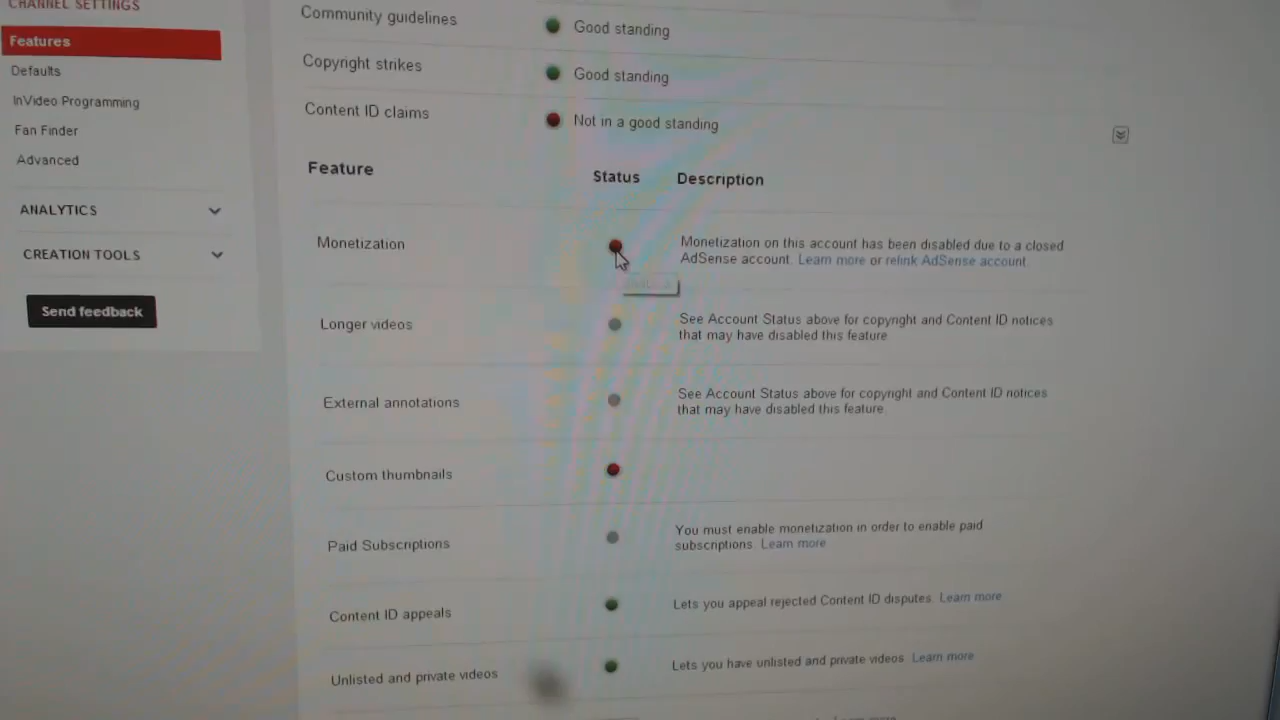 CHANNEL SETTINGS
Features
Defaults
InVideo Programming
Fan Finder
Advanced
ANALYTICS
CREATION TOOLS
Send feedback
Community guidelines
Good standing
Copyright strikes
Good standing
Content ID claims
Not in a good standing
Feature Status Description
Monetization
Monetization on this account has been disabled due to a closed
AdSense account. Learn more or relink AdSense account.
Longer videos
See Account Status above for copyright and Content ID notices
that may have disabled this feature
External annotations
See Account Status above for copyright and Content ID notices
that may have disabled this feature.
Custom thumbnails
Paid Subscriptions
You must enable monetization in order to enable paid
subscriptions. Learn more
Content ID appeals
Lets you appeal rejected Content ID disputes. Learn more
Unlisted and private videos
Lets you have unlisted and private videos. Learn more